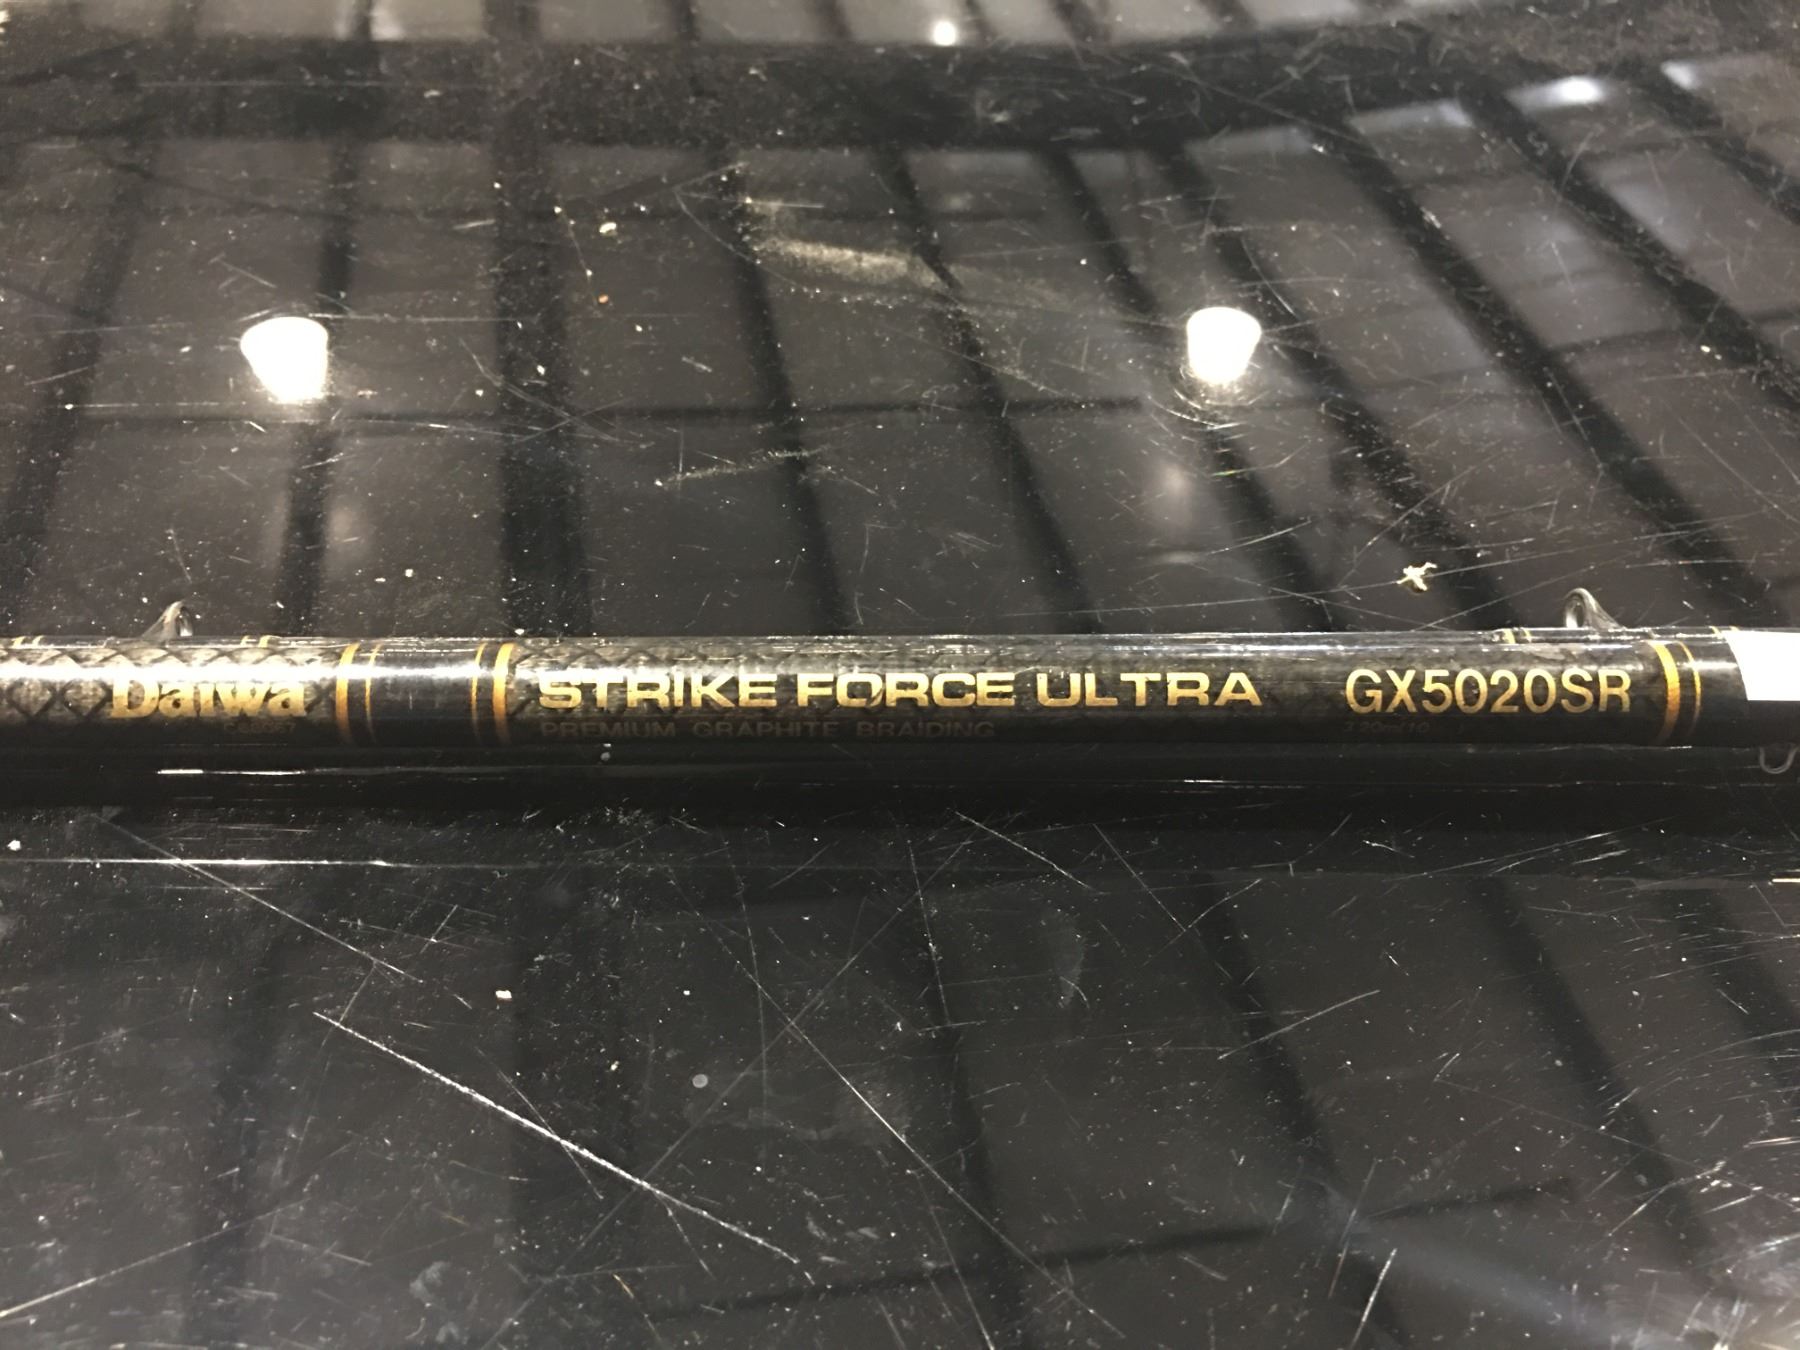 Daiwa
STRIKE FORCE ULTRA GX5020SR
PREMIUM GRAPHITE BRAIDING